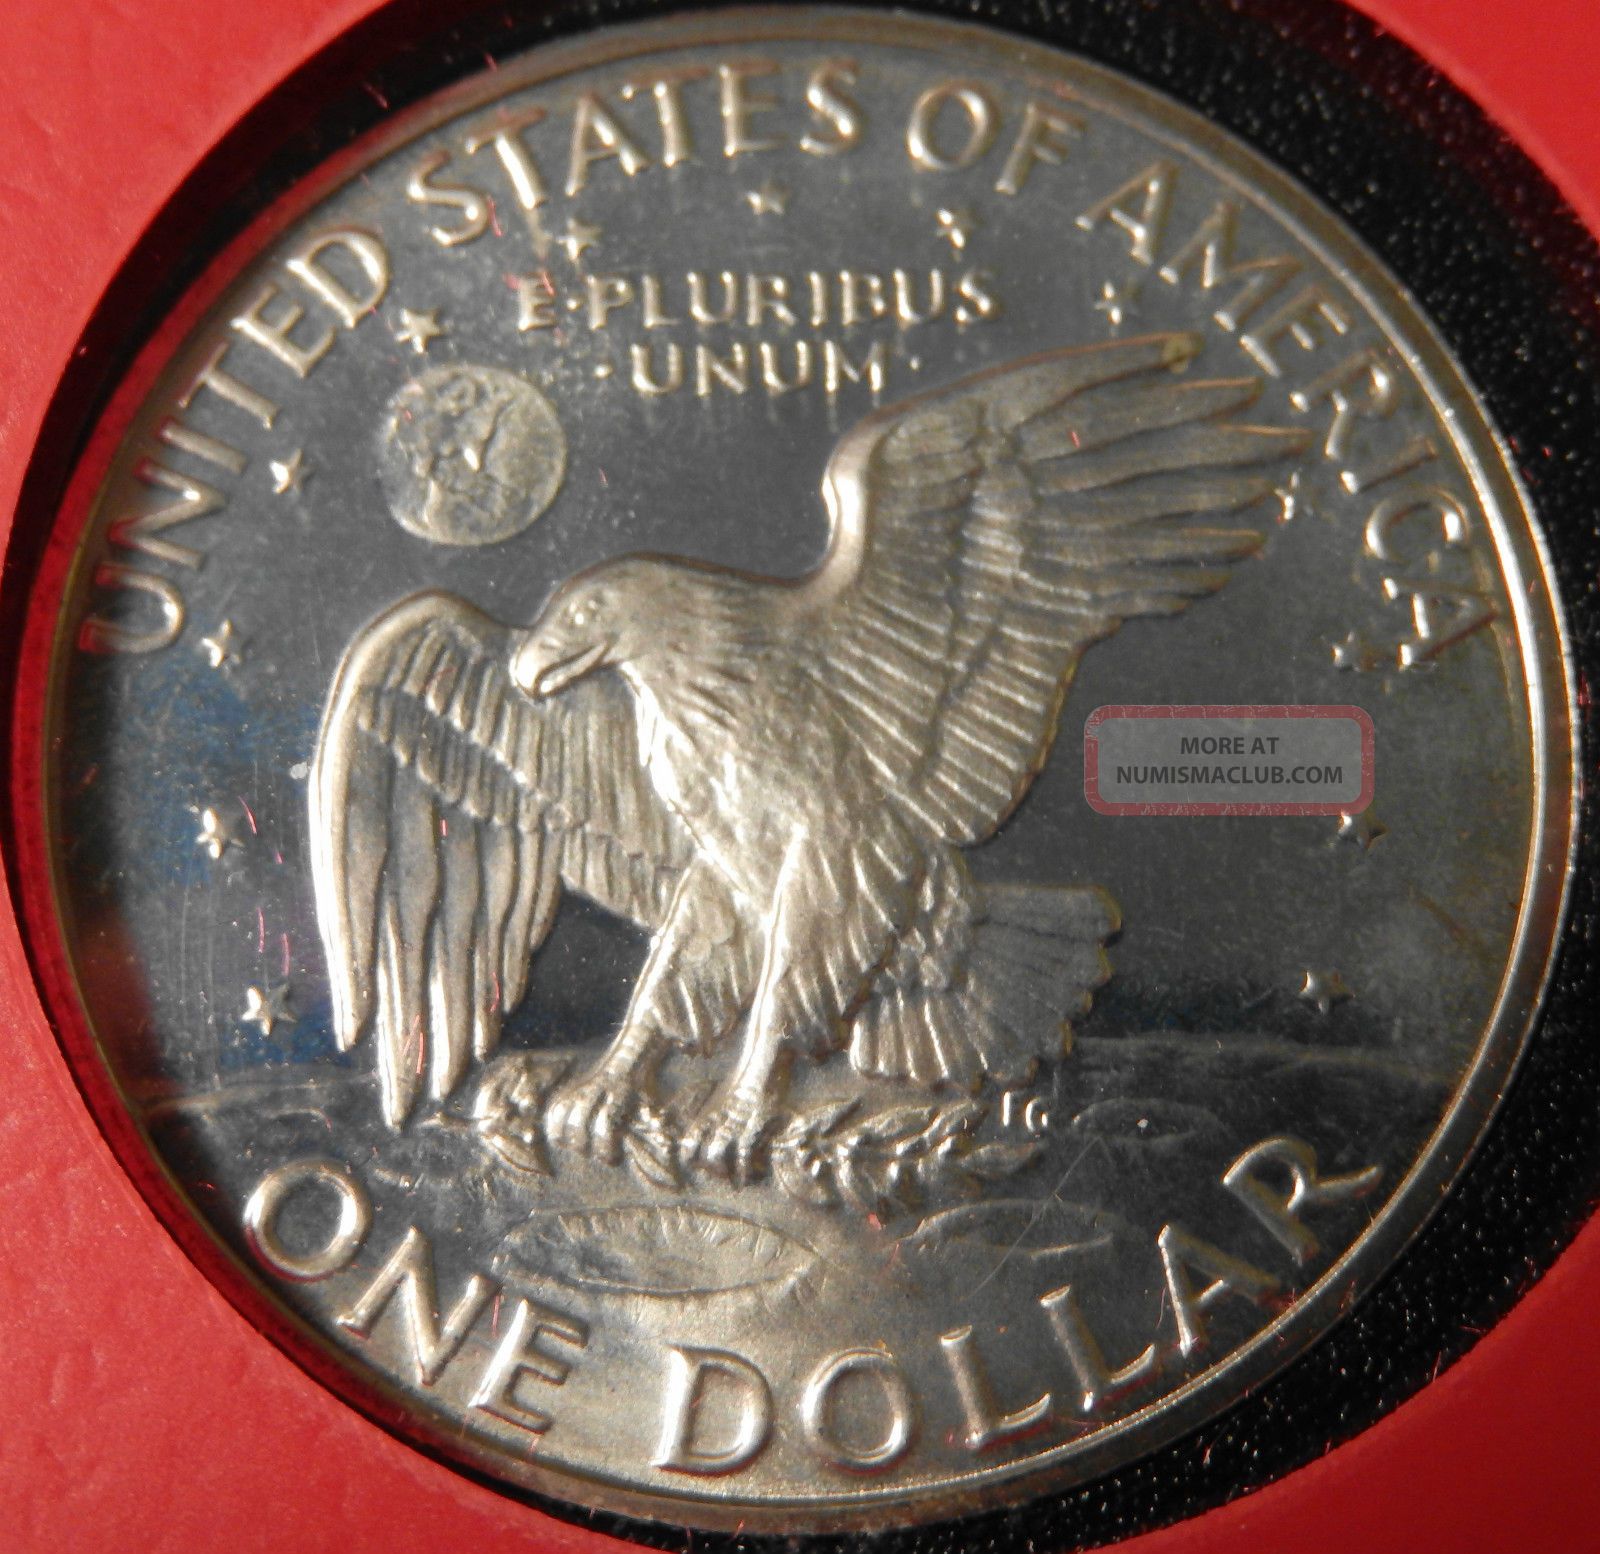 UNITED STATES OF AMERICA
E·PLURIBUS
·UNUM·
MORE AT
NUMISMACLUB.COM
FG
ONE DOLLAR